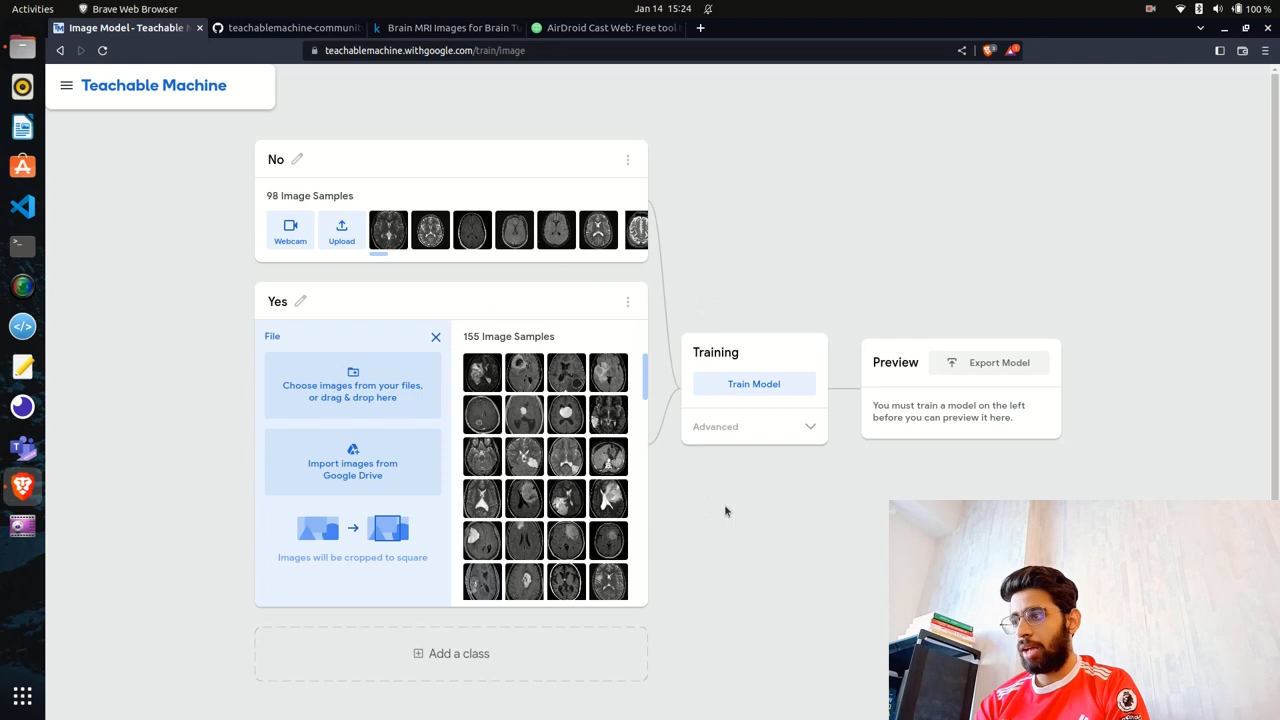 Activities
Brave Web Browser
Jan 14 15:24
100 %
Image Model - Teachable M
teachablemachine-communit
Brain MRI Images for Brain Tu
AirDroid Cast Web: Free tool t
teachablemachine.withgoogle.com/train/image
Teachable Machine
No
98 Image Samples
Webcam
Upload
Yes
File
Choose images from your files,
or drag & drop here
Import images from
Google Drive
Images will be cropped to square
155 Image Samples
Add a class
Training
Train Model
Advanced
Preview
Export Model
You must train a model on the left
before you can preview it here.